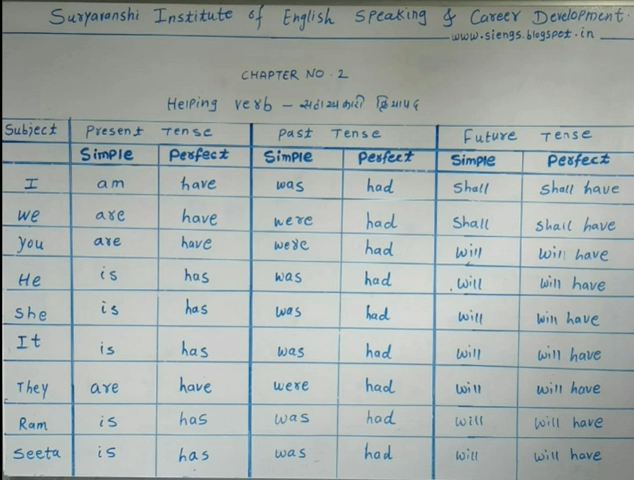 Suryavanshi Institute of English Speaking & Career Development.
www.siengs.blogspot.in
CHAPTER NO. 2
Helping verb – સહાયકારી ક્રિયાપદ
Subject Present Tense Past Tense Future Tense
Simple Perfect Simple Perfect Simple Perfect
I am have was had shall shall have
we are have were had shall shall have
you are have were had will will have
He is has was had will will have
she is has was had will will have
It is has was had will will have
They are have were had will will have
Ram is has was had will will have
Seeta is has was had will will have